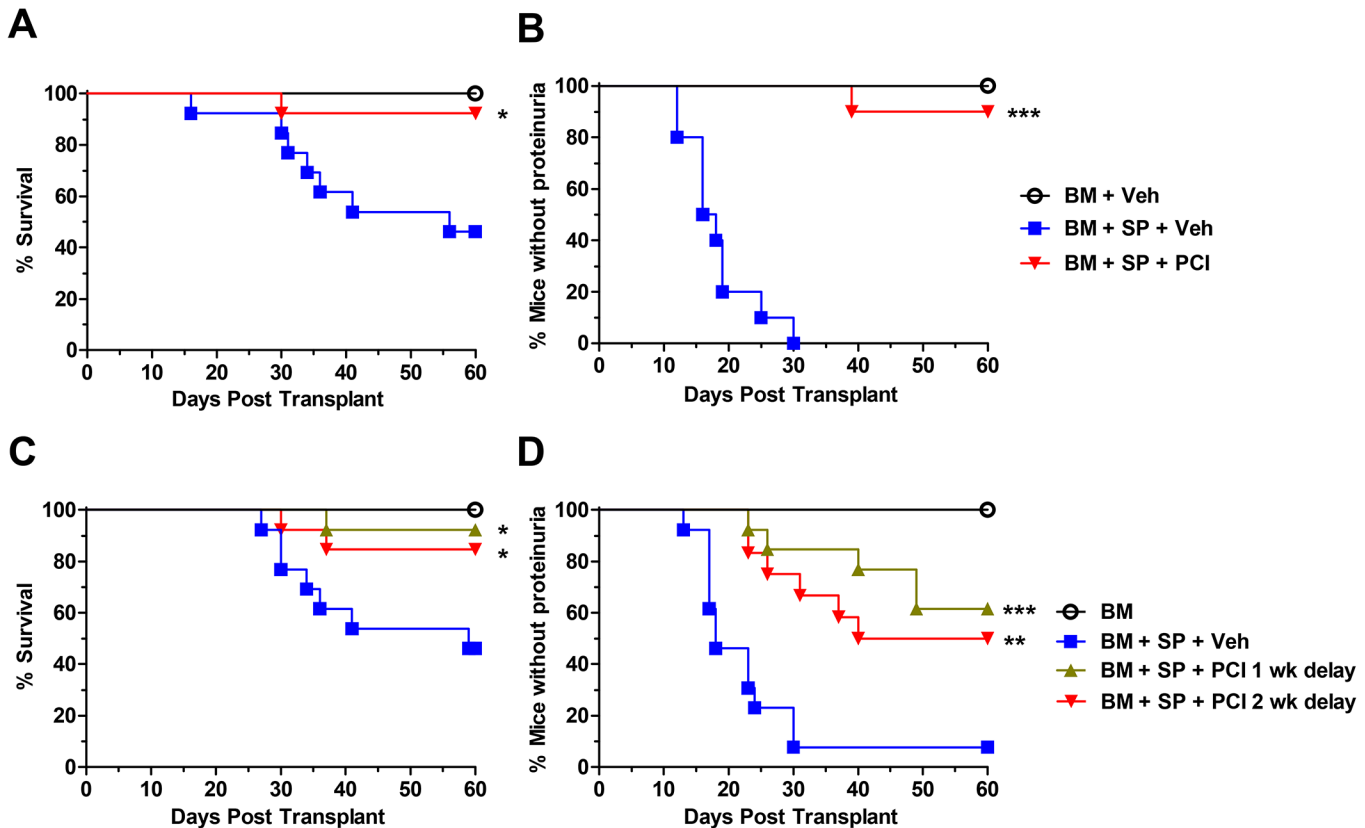 A
% Survival
100
80
60
40
20
0
0 10 20 30 40 50 60
Days Post Transplant
*
B
% Mice without proteinuria
100
80
60
40
20
0
0 10 20 30 40 50 60
Days Post Transplant
***
BM + Veh
BM + SP + Veh
BM + SP + PCI
C
% Survival
100
80
60
40
20
0
0 10 20 30 40 50 60
Days Post Transplant
*
*
D
% Mice without proteinuria
100
80
60
40
20
0
0 10 20 30 40 50 60
Days Post Transplant
***
**
BM
BM + SP + Veh
BM + SP + PCI 1 wk delay
BM + SP + PCI 2 wk delay